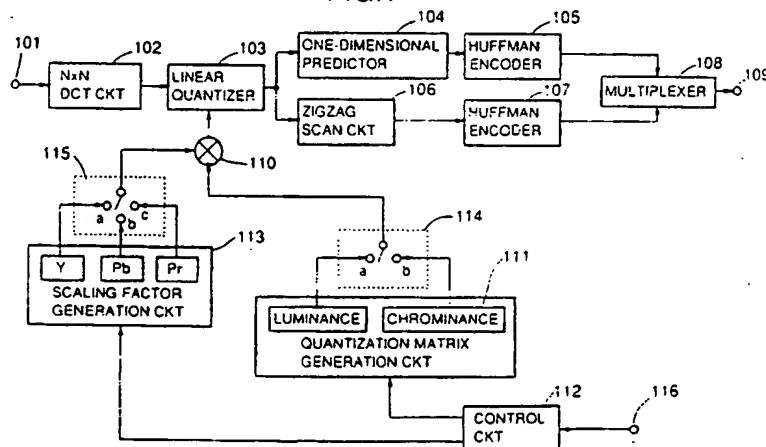 101
102
NxN
DCT CKT
103
LINEAR
QUANTIZER
104
ONE-DIMENSIONAL
PREDICTOR
105
HUFFMAN
ENCODER
106
ZIGZAG
SCAN CKT
107
HUFFMAN
ENCODER
108
MULTIPLEXER
109
110
115
a
b
c
113
Y
Pb
Pr
SCALING FACTOR
GENERATION CKT
114
a
b
111
LUMINANCE
CHROMINANCE
QUANTIZATION MATRIX
GENERATION CKT
112
CONTROL
CKT
116